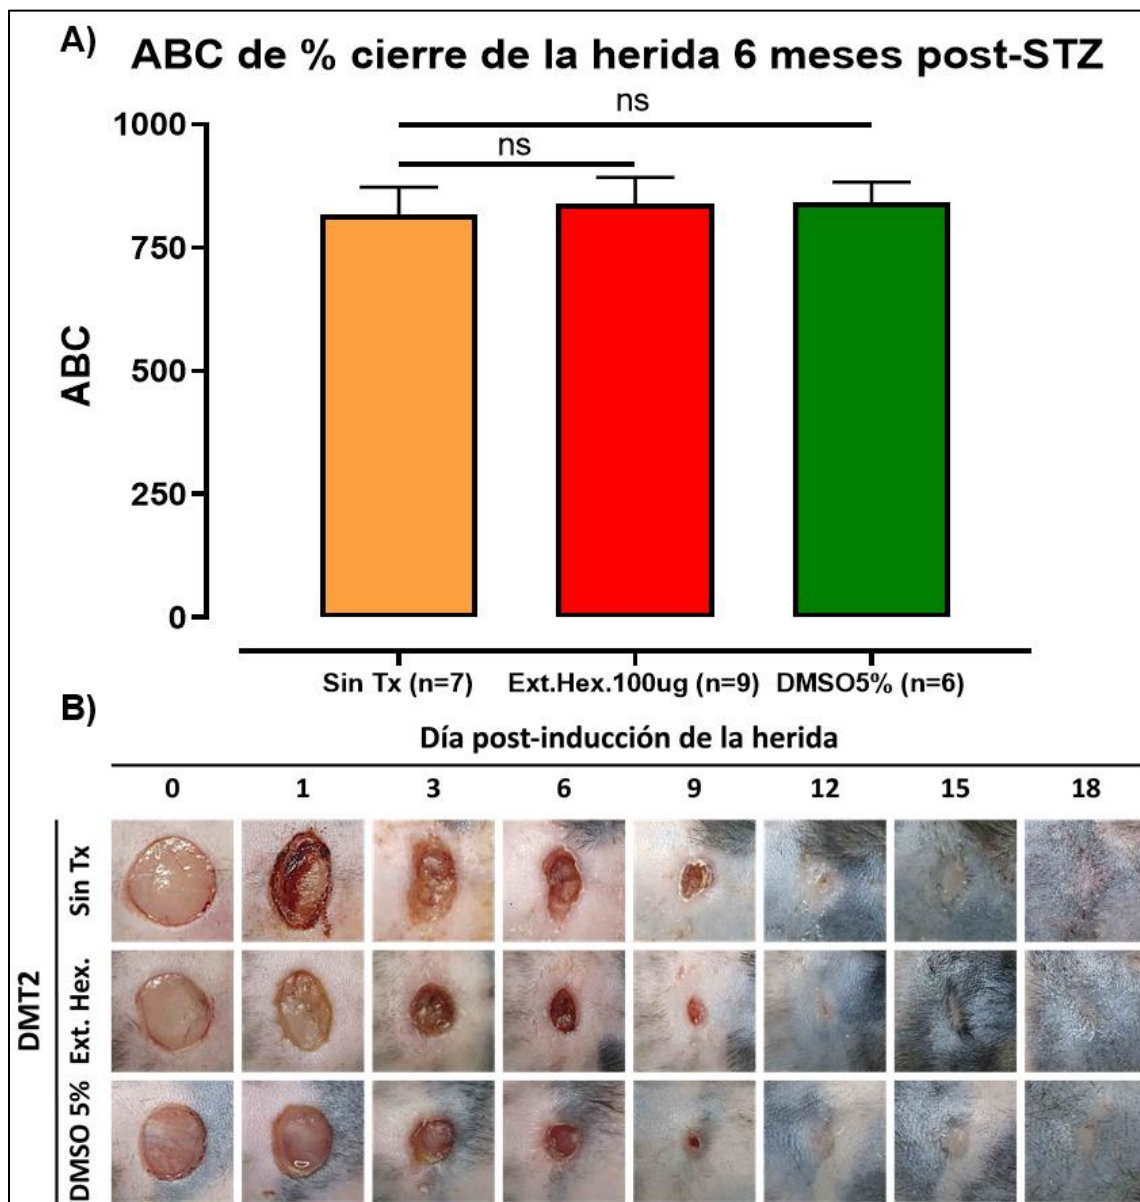 A)
ABC de % cierre de la herida 6 meses post-STZ
ns
ns
1000
750
500
250
0
ABC
Sin Tx (n=7) Ext.Hex.100ug (n=9) DMSO5% (n=6)
B)
Día post-inducción de la herida
0 1 3 6 9 12 15 18
DMT2
Sin Tx
Ext. Hex.
DMSO 5%